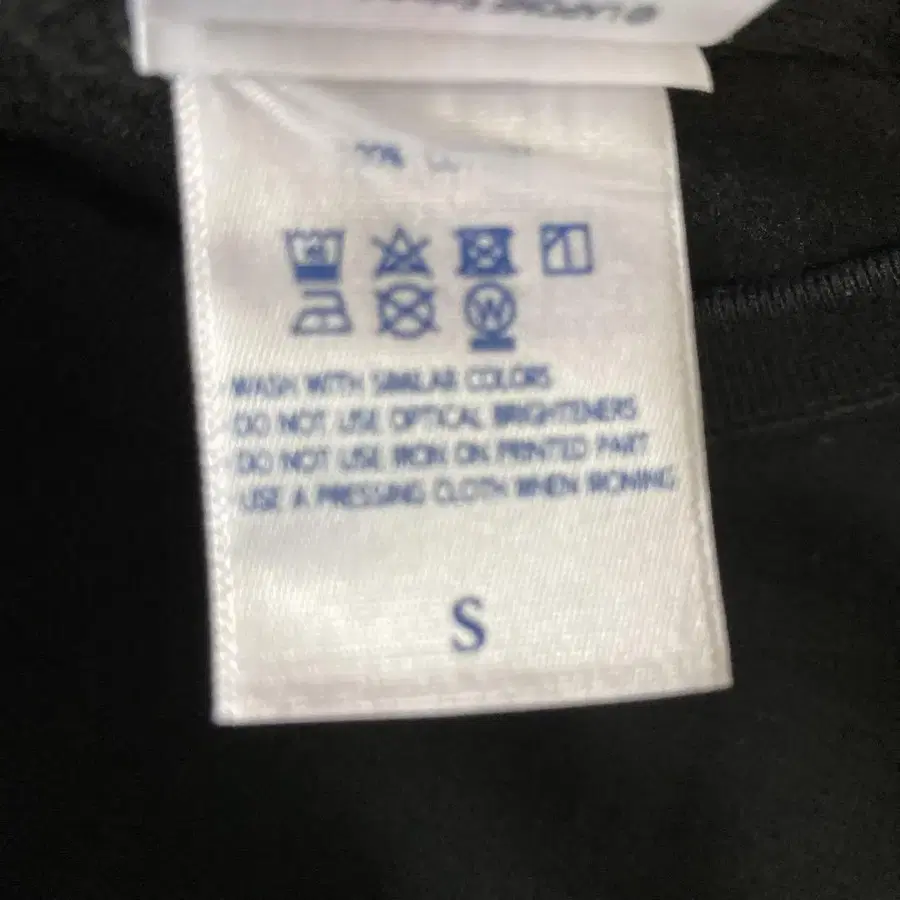 W
WASH WITH SIMILAR COLORS
DO NOT USE OPTICAL BRIGHTENERS
DO NOT USE IRON ON PRINTED PART
USE A PRESSING CLOTH WHEN IRONING
S